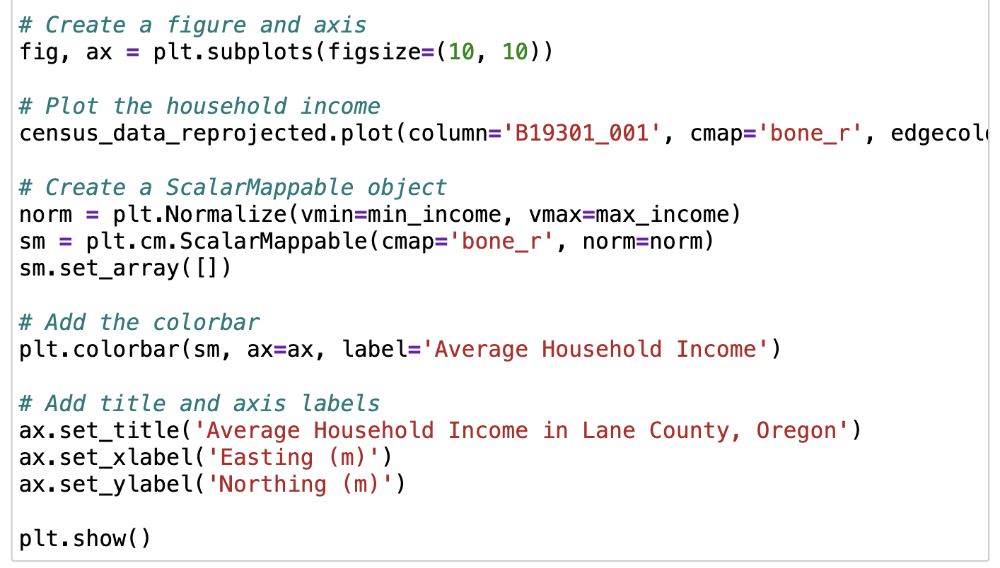 # Create a figure and axis
fig, ax = plt.subplots(figsize=(10, 10))
# Plot the household income
census_data_reprojected.plot(column='B19301_001', cmap='bone_r', edgecol
# Create a ScalarMappable object
norm = plt.Normalize(vmin=min_income, vmax=max_income)
sm = plt.cm.ScalarMappable(cmap='bone_r', norm=norm)
sm.set_array([])
# Add the colorbar
plt.colorbar(sm, ax=ax, label='Average Household Income')
# Add title and axis labels
ax.set_title('Average Household Income in Lane County, Oregon')
ax.set_xlabel('Easting (m)')
ax.set_ylabel('Northing (m)')
plt.show()